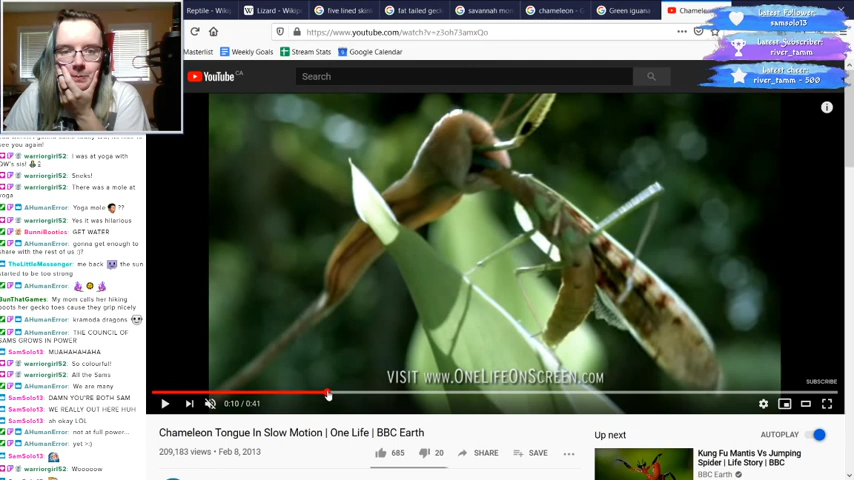 Reptile - Wiki
Lizard - Wikipe
five lined skin
fat tailed geck
savannah mon
chameleon - G
Green iguana
Chamele
https://www.youtube.com/watch?v=z3oh73amxQo
Masterlist
Weekly Goals
Stream Stats
Google Calendar
Latest Follower:
samsolo13
Latest Subscriber:
river_tamm
Latest cheer:
river_tamm - 500
YouTube CA
Search
see you again!
warriorgirl52: I was at yoga with
warriorgirl52: Sneks!
warriorgirl52: There was a mole at
yoga
AHumanError: Yoga mole ??
warriorgirl52: Yes it was hilarious
BunniBooties: GET WATER
AHumanError: gonna get enough to
share with the rest of us :)?
TheLittleMessenger: me back the sun
started to be too strong
AHumanError:
BunThatGames: My mom calls her hiking
boots her gecko toes cause they grip nicely
AHumanError: kramoda dragons
AHumanError: THE COUNCIL OF
SAMS GROWS IN POWER
SamSolo13: MUAHAHAHAHA
warriorgirl52: So colourful!
warriorgirl52: All the Sams
AHumanError: We are many
SamSolo13: DAMN YOU'RE BOTH SAM
SamSolo13: WE REALLY OUT HERE HUH
SamSolo13: ah okay LOL
AHumanError: not at full power...
AHumanError: yet >:)
SamSolo13:
warriorgirl52: Wooooow
VISIT WWW.ONELIFEONSCREEN.COM
SUBSCRIBE
0:10 / 0:41
Chameleon Tongue In Slow Motion | One Life | BBC Earth
209,183 views • Feb 8, 2013
685
20
SHARE
SAVE
Up next
AUTOPLAY
Kung Fu Mantis Vs Jumping
Spider | Life Story | BBC
BBC Earth